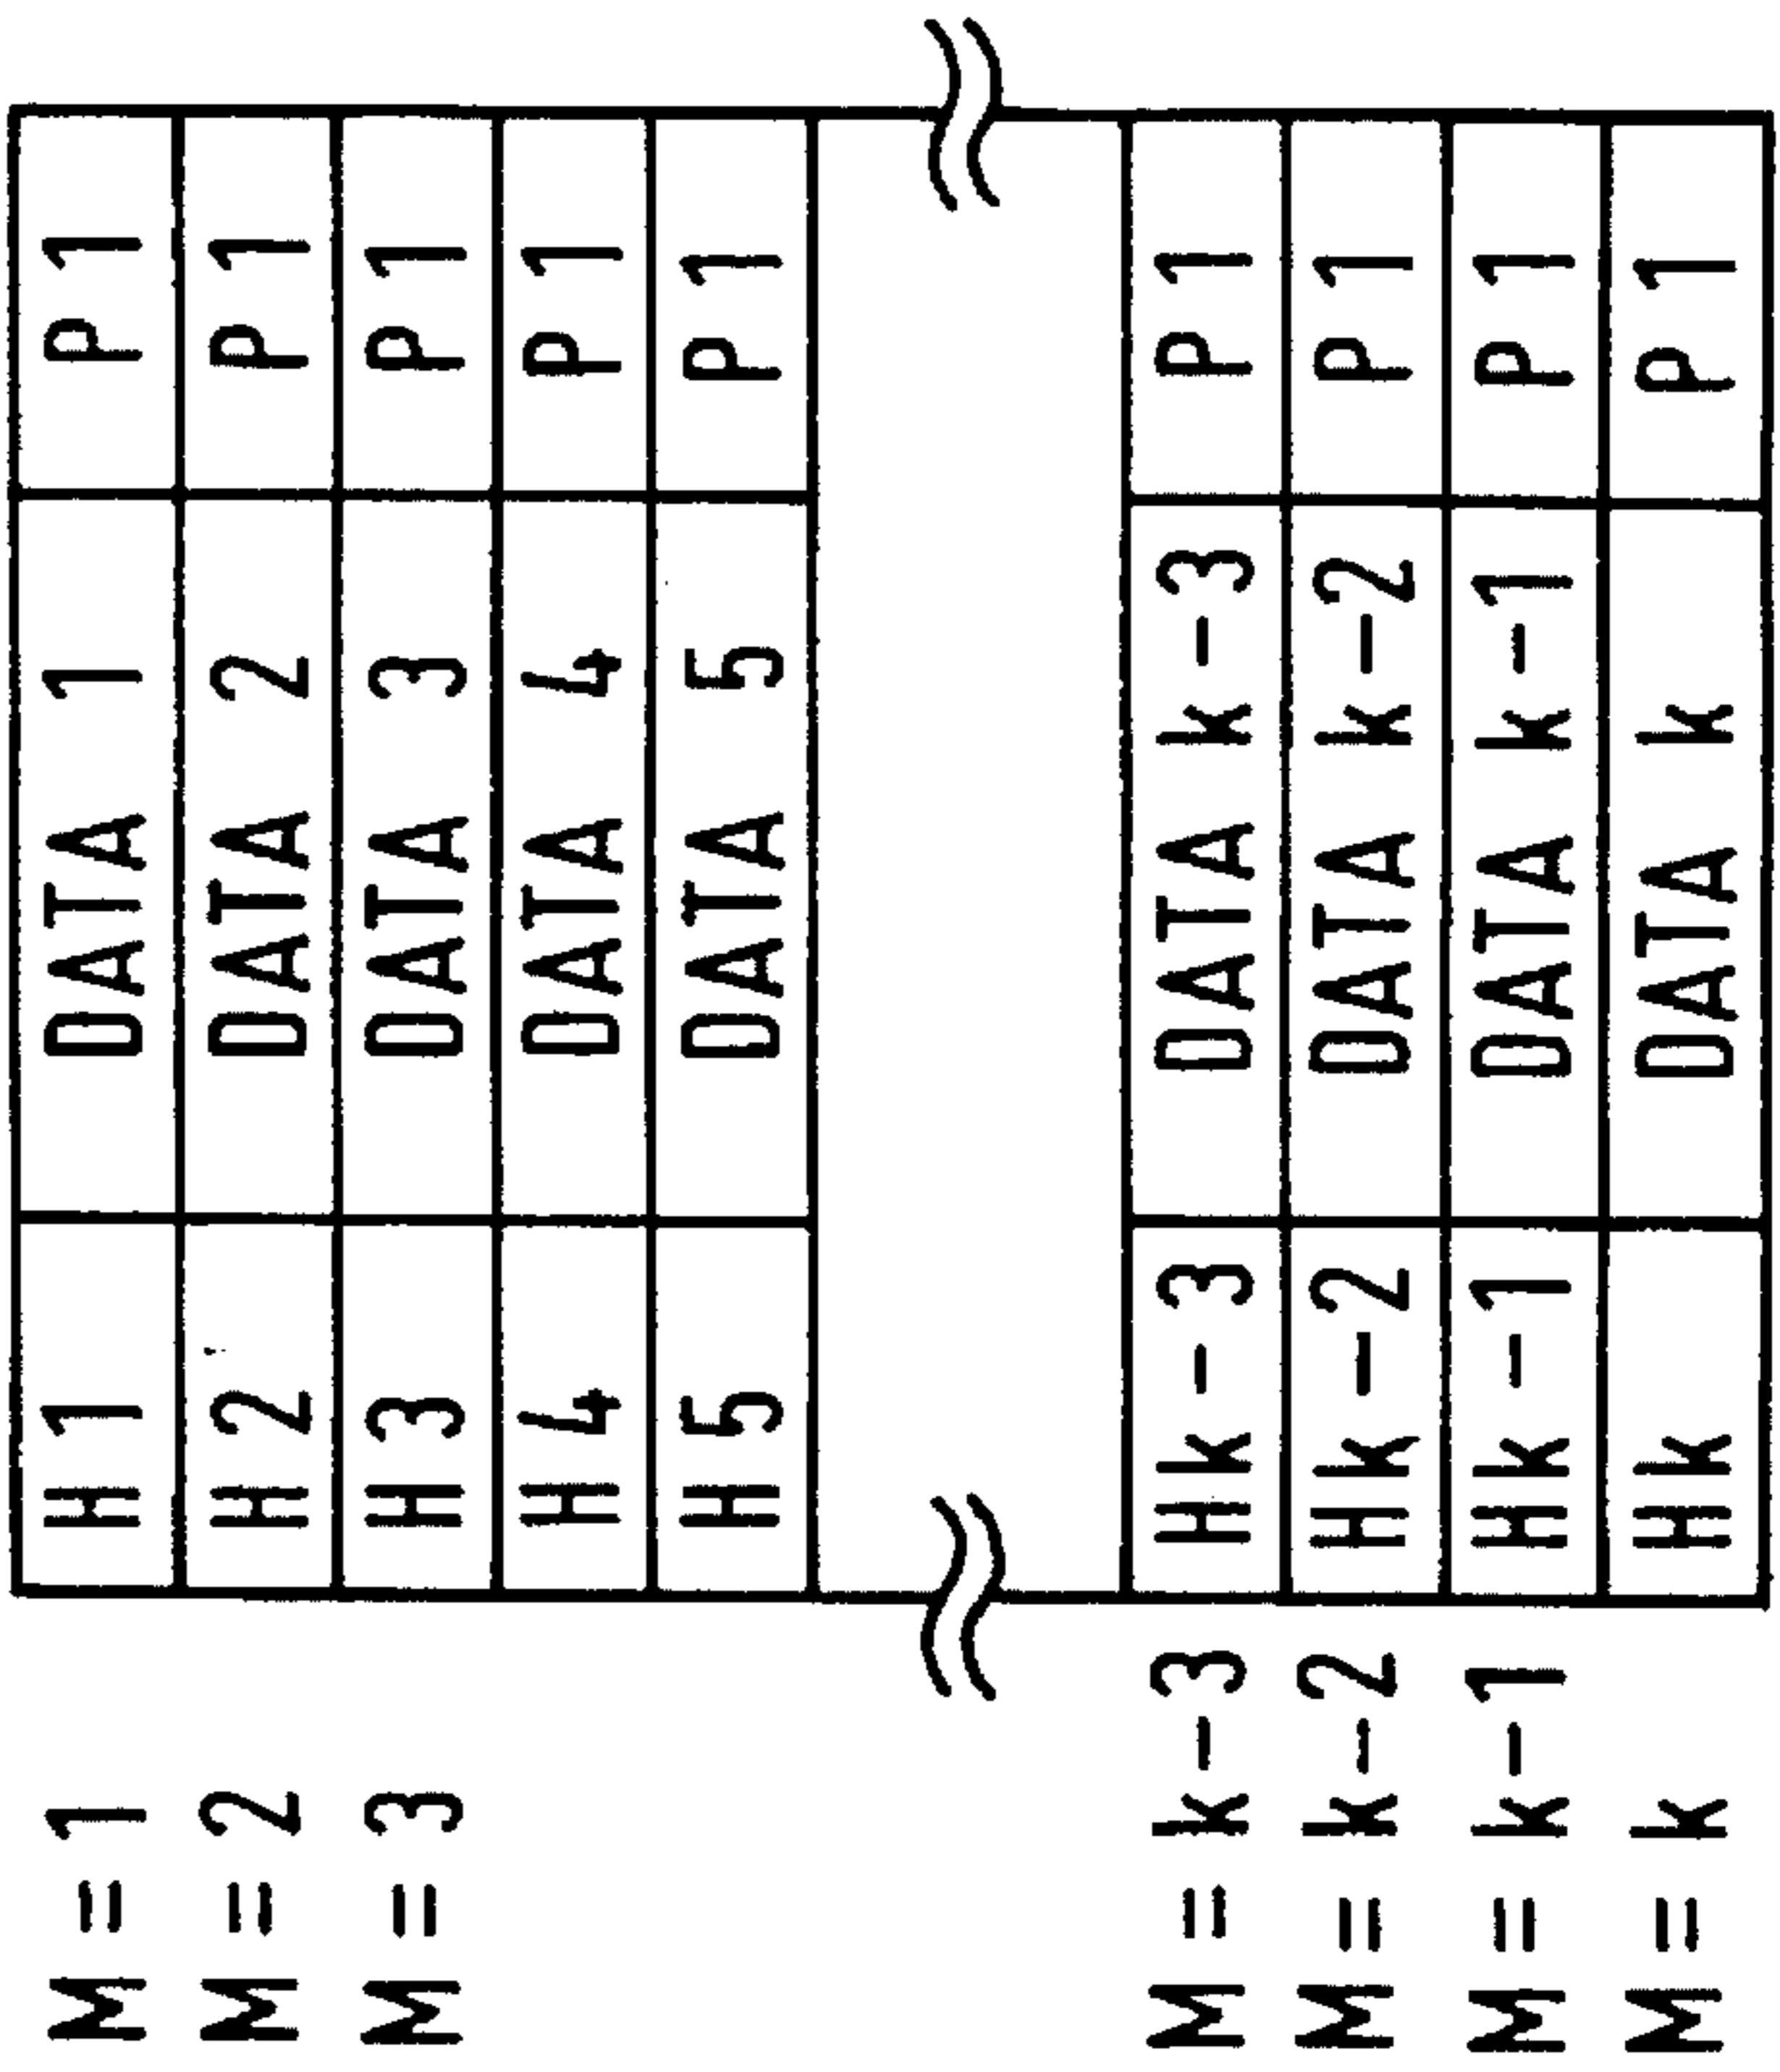 M=1 H1 DATA 1 P1
M=2 H2 DATA 2 P1
M=3 H3 DATA 3 P1
H4 DATA 4 P1
H5 DATA 5 P1
M=k-3 Hk-3 DATA k-3 P1
M=k-2 Hk-2 DATA k-2 P1
M=k-1 Hk-1 DATA k-1 P1
M=k Hk DATA k P1